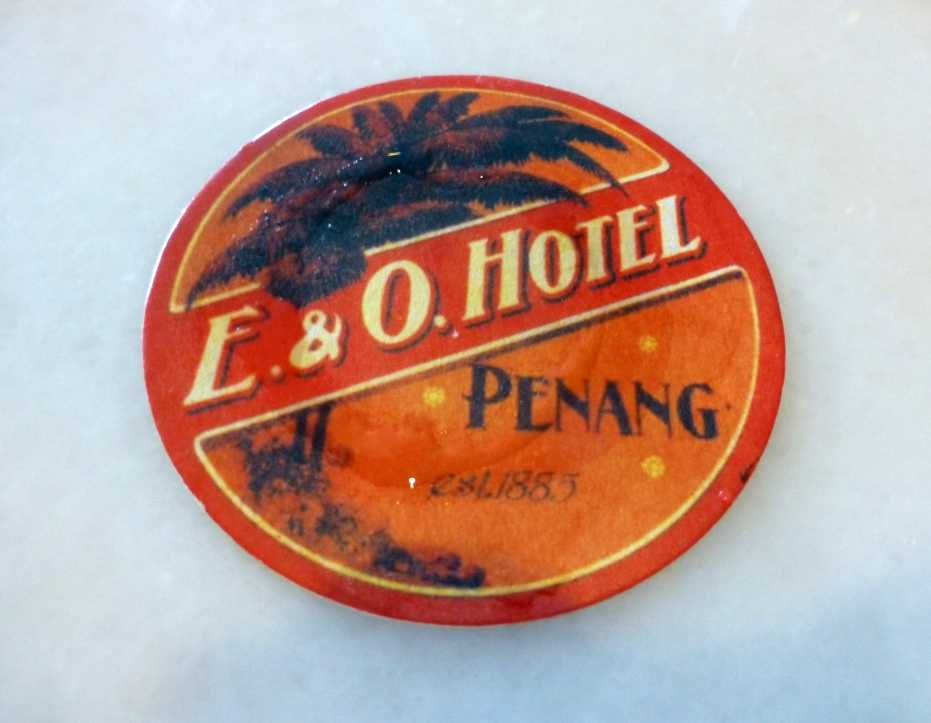 E. & O. HOTEL
PENANG
est.1885